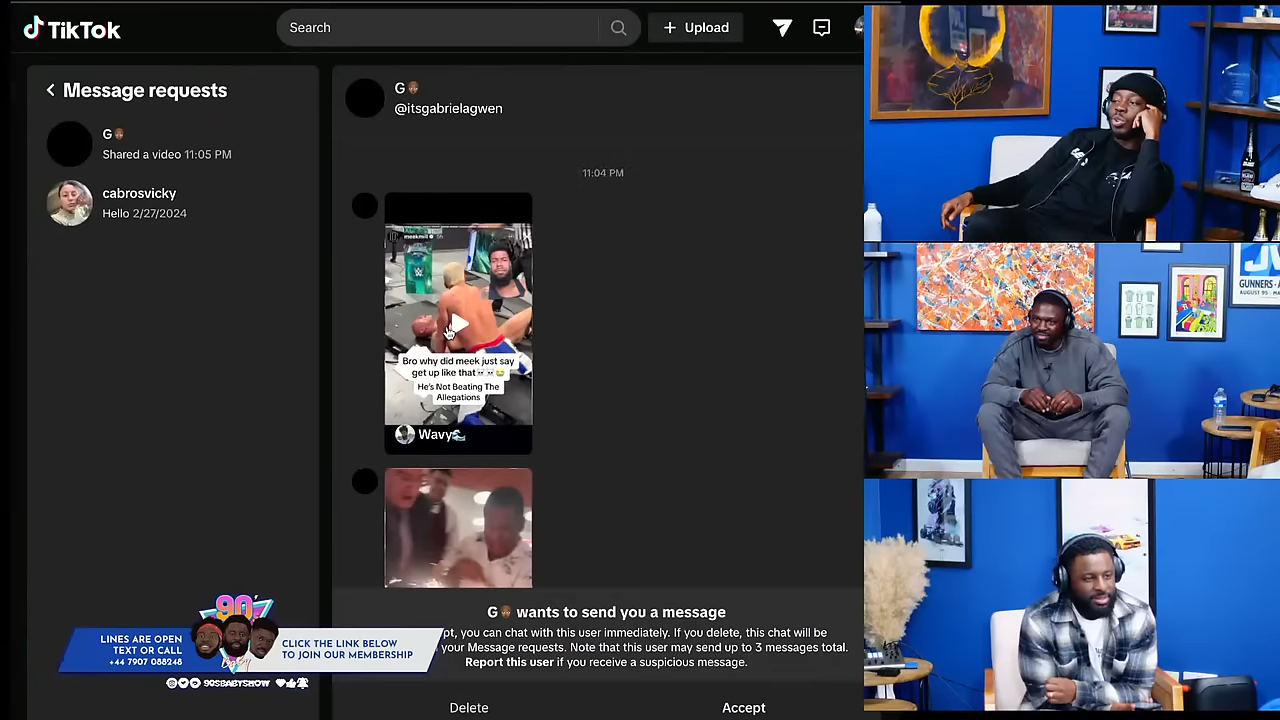 TikTok
Search
+ Upload
Message requests
G
Shared a video 11:05 PM
cabrosvicky
Hello 2/27/2024
G
@itsgabrielagwen
11:04 PM
meekmill
Bro why did meek just say
get up like that
He's Not Beating The
Allegations
Wavy
G wants to send you a message
pt, you can chat with this user immediately. If you delete, this chat will be
your Message requests. Note that this user may send up to 3 messages total.
Report this user if you receive a suspicious message.
Delete
Accept
90's
Baby
LINES ARE OPEN
TEXT OR CALL
+44 7907 088248
CLICK THE LINK BELOW
TO JOIN OUR MEMBERSHIP
90SBABYSHOW
GUNNERS